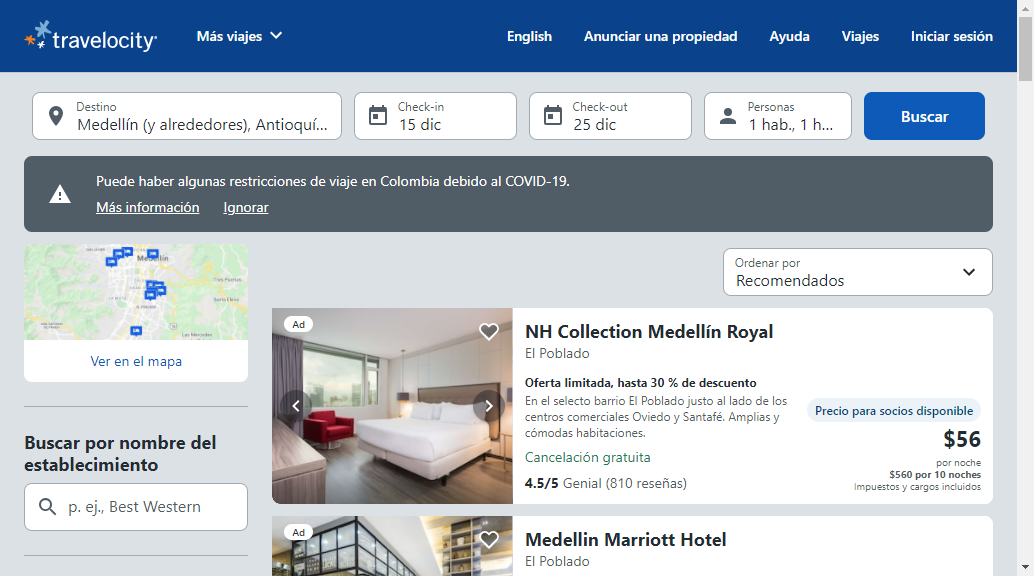 travelocity
Más viajes
English
Anunciar una propiedad
Ayuda
Viajes
Iniciar sesión
Destino
Medellín (y alrededores), Antioquí...
Check-in
15 dic
Check-out
25 dic
Personas
1 hab., 1 h...
Buscar
Puede haber algunas restricciones de viaje en Colombia debido al COVID-19.
Más información
Ignorar
Medellín
Ver en el mapa
Buscar por nombre del
establecimiento
p. ej., Best Western
Ordenar por
Recomendados
Ad
NH Collection Medellín Royal
El Poblado
Oferta limitada, hasta 30 % de descuento
En el selecto barrio El Poblado justo al lado de los
centros comerciales Oviedo y Santafé. Amplias y
cómodas habitaciones.
Cancelación gratuita
4.5/5 Genial (810 reseñas)
Precio para socios disponible
$56
por noche
$560 por 10 noches
Impuestos y cargos incluidos
Ad
Medellin Marriott Hotel
El Poblado